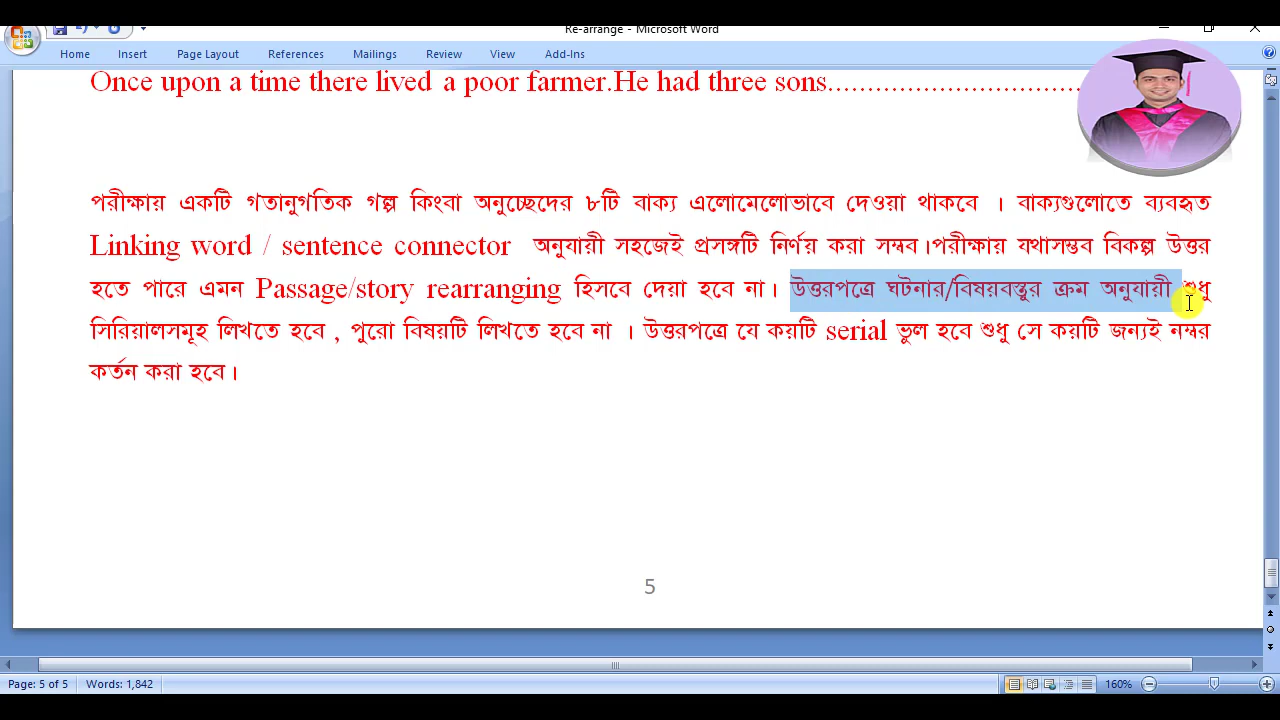 Re-arrange - Microsoft Word
Home Insert Page Layout References Mailings Review View Add-Ins
Once upon a time there lived a poor farmer.He had three sons......................................
পরীক্ষায় একটি গতানুগতিক গল্প কিংবা অনুচ্ছেদের ৮টি বাক্য এলোমেলোভাবে দেওয়া থাকবে । বাক্যগুলোতে ব্যবহৃত
Linking word / sentence connector অনুযায়ী সহজেই প্রসঙ্গটি নির্ণয় করা সম্ভব।পরীক্ষায় যথাসম্ভব বিকল্প উত্তর
হতে পারে এমন Passage/story rearranging হিসবে দেয়া হবে না। উত্তরপত্রে ঘটনার/বিষয়বস্তুর ক্রম অনুযায়ী শুধু
সিরিয়ালসমূহ লিখতে হবে , পুরো বিষয়টি লিখতে হবে না । উত্তরপত্রে যে কয়টি serial ভুল হবে শুধু সে কয়টি জন্যই নম্বর
কর্তন করা হবে।
5
Page: 5 of 5 Words: 1,842 160%